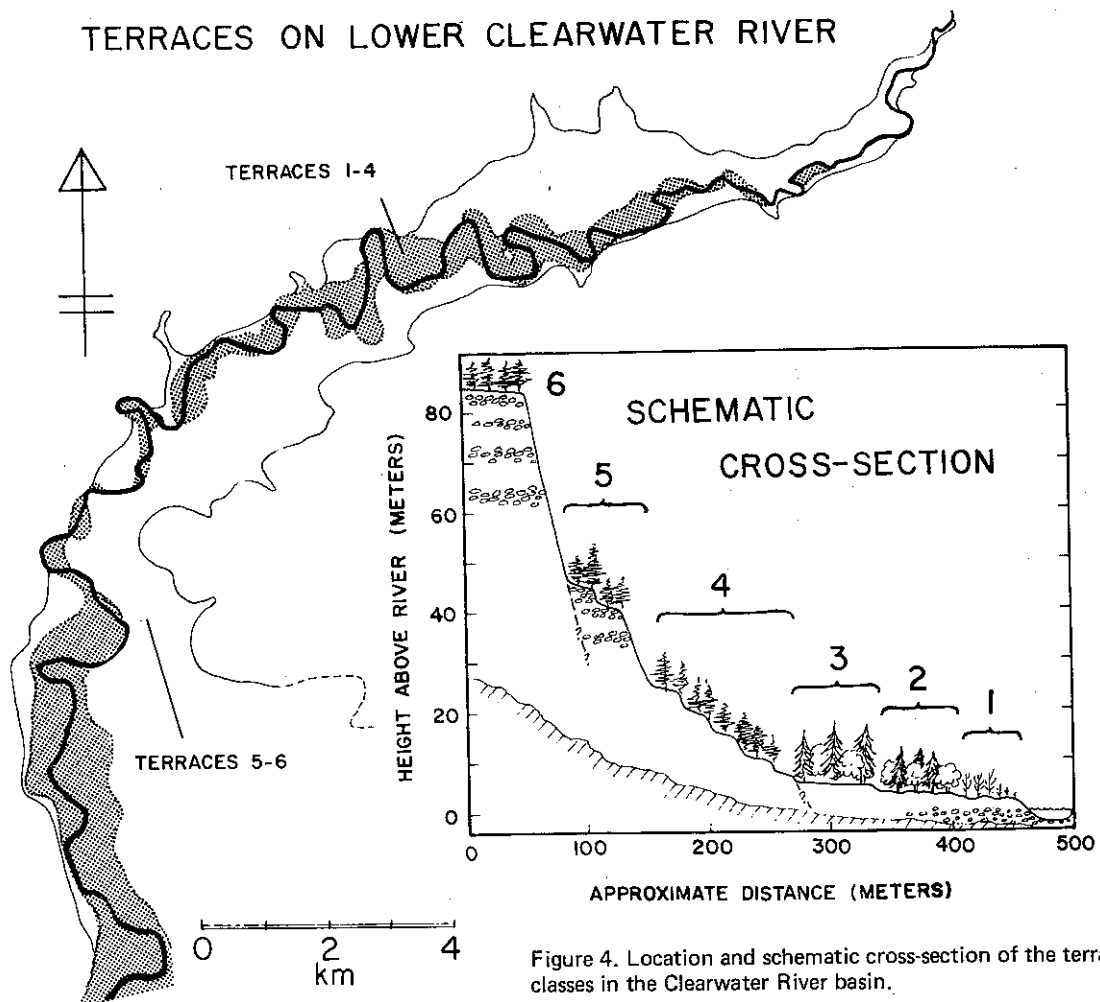 TERRACES ON LOWER CLEARWATER RIVER
TERRACES 1-4
TERRACES 5-6
0 2 4
km
SCHEMATIC
CROSS-SECTION
6
5
4
3
2
1
HEIGHT ABOVE RIVER (METERS)
80
60
40
20
0
0 100 200 300 400 500
APPROXIMATE DISTANCE (METERS)
Figure 4. Location and schematic cross-section of the terra
classes in the Clearwater River basin.